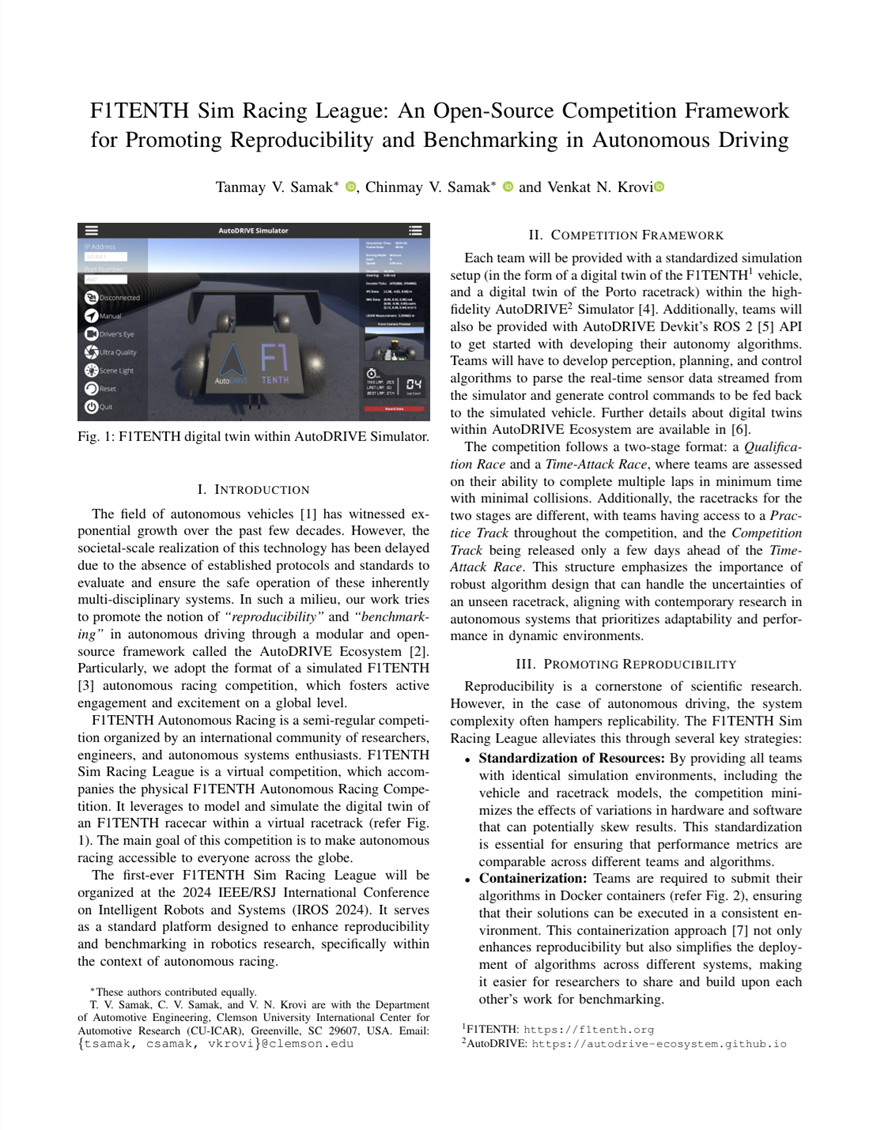 F1TENTH Sim Racing League: An Open-Source Competition Framework
for Promoting Reproducibility and Benchmarking in Autonomous Driving
Tanmay V. Samak*, Chinmay V. Samak* and Venkat N. Krovi
AutoDRIVE Simulator
IP Address
Disconnected
Manual
Driver's Eye
Ultra Quality
Scene Light
Reset
Quit
AutoDRIVE
F1
TENTH
04
Fig. 1: F1TENTH digital twin within AutoDRIVE Simulator.
I. INTRODUCTION
The field of autonomous vehicles [1] has witnessed ex-
ponential growth over the past few decades. However, the
societal-scale realization of this technology has been delayed
due to the absence of established protocols and standards to
evaluate and ensure the safe operation of these inherently
multi-disciplinary systems. In such a milieu, our work tries
to promote the notion of “reproducibility” and “benchmark-
ing” in autonomous driving through a modular and open-
source framework called the AutoDRIVE Ecosystem [2].
Particularly, we adopt the format of a simulated F1TENTH
[3] autonomous racing competition, which fosters active
engagement and excitement on a global level.
F1TENTH Autonomous Racing is a semi-regular competi-
tion organized by an international community of researchers,
engineers, and autonomous systems enthusiasts. F1TENTH
Sim Racing League is a virtual competition, which accom-
panies the physical F1TENTH Autonomous Racing Compe-
tition. It leverages to model and simulate the digital twin of
an F1TENTH racecar within a virtual racetrack (refer Fig.
1). The main goal of this competition is to make autonomous
racing accessible to everyone across the globe.
The first-ever F1TENTH Sim Racing League will be
organized at the 2024 IEEE/RSJ International Conference
on Intelligent Robots and Systems (IROS 2024). It serves
as a standard platform designed to enhance reproducibility
and benchmarking in robotics research, specifically within
the context of autonomous racing.
*These authors contributed equally.
T. V. Samak, C. V. Samak, and V. N. Krovi are with the Department
of Automotive Engineering, Clemson University International Center for
Automotive Research (CU-ICAR), Greenville, SC 29607, USA. Email:
{tsamak, csamak, vkrovi}@clemson.edu
II. COMPETITION FRAMEWORK
Each team will be provided with a standardized simulation
setup (in the form of a digital twin of the F1TENTH¹ vehicle,
and a digital twin of the Porto racetrack) within the high-
fidelity AutoDRIVE² Simulator [4]. Additionally, teams will
also be provided with AutoDRIVE Devkit's ROS 2 [5] API
to get started with developing their autonomy algorithms.
Teams will have to develop perception, planning, and control
algorithms to parse the real-time sensor data streamed from
the simulator and generate control commands to be fed back
to the simulated vehicle. Further details about digital twins
within AutoDRIVE Ecosystem are available in [6].
The competition follows a two-stage format: a Qualifica-
tion Race and a Time-Attack Race, where teams are assessed
on their ability to complete multiple laps in minimum time
with minimal collisions. Additionally, the racetracks for the
two stages are different, with teams having access to a Prac-
tice Track throughout the competition, and the Competition
Track being released only a few days ahead of the Time-
Attack Race. This structure emphasizes the importance of
robust algorithm design that can handle the uncertainties of
an unseen racetrack, aligning with contemporary research in
autonomous systems that prioritizes adaptability and perfor-
mance in dynamic environments.
III. PROMOTING REPRODUCIBILITY
Reproducibility is a cornerstone of scientific research.
However, in the case of autonomous driving, the system
complexity often hampers replicability. The F1TENTH Sim
Racing League alleviates this through several key strategies:
• Standardization of Resources: By providing all teams
with identical simulation environments, including the
vehicle and racetrack models, the competition mini-
mizes the effects of variations in hardware and software
that can potentially skew results. This standardization
is essential for ensuring that performance metrics are
comparable across different teams and algorithms.
• Containerization: Teams are required to submit their
algorithms in Docker containers (refer Fig. 2), ensuring
that their solutions can be executed in a consistent en-
vironment. This containerization approach [7] not only
enhances reproducibility but also simplifies the deploy-
ment of algorithms across different systems, making
it easier for researchers to share and build upon each
other's work for benchmarking.
¹F1TENTH: https://f1tenth.org
²AutoDRIVE: https://autodrive-ecosystem.github.io